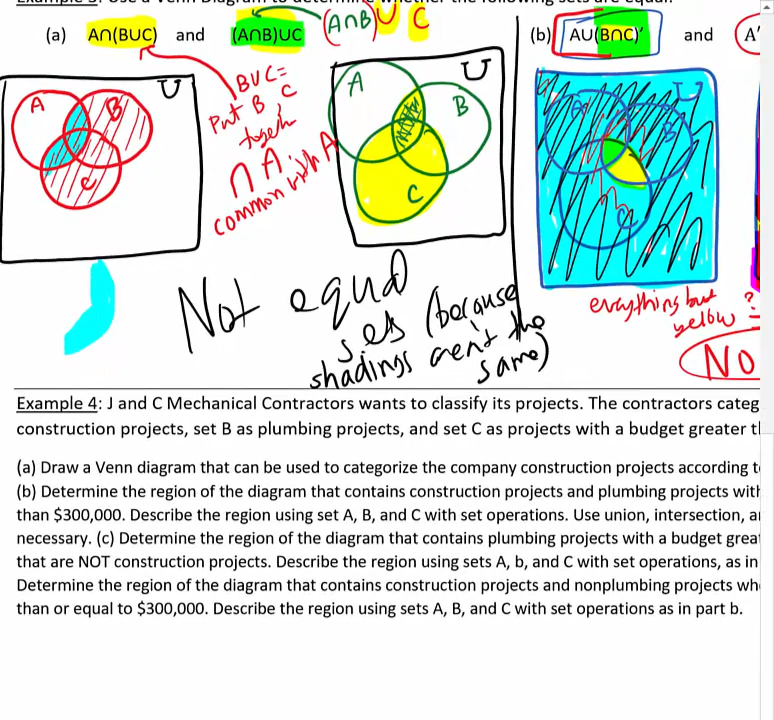 (a) A∩(BUC) and (A∩B)UC (A∩B)U C
(b) AU(B∩C)' and A'
A B C U
BUC=
Put B, C
together
∩ A: 
common with A
A B C U
A B C U
Not equal
sets (because
shadings aren't the
same)
everything but
yellow
?
=
NO
Example 4: J and C Mechanical Contractors wants to classify its projects. The contractors categ
construction projects, set B as plumbing projects, and set C as projects with a budget greater t
(a) Draw a Venn diagram that can be used to categorize the company construction projects according t
(b) Determine the region of the diagram that contains construction projects and plumbing projects wit
than $300,000. Describe the region using set A, B, and C with set operations. Use union, intersection, a
necessary. (c) Determine the region of the diagram that contains plumbing projects with a budget grea
that are NOT construction projects. Describe the region using sets A, b, and C with set operations, as in
Determine the region of the diagram that contains construction projects and nonplumbing projects wh
than or equal to $300,000. Describe the region using sets A, B, and C with set operations as in part b.